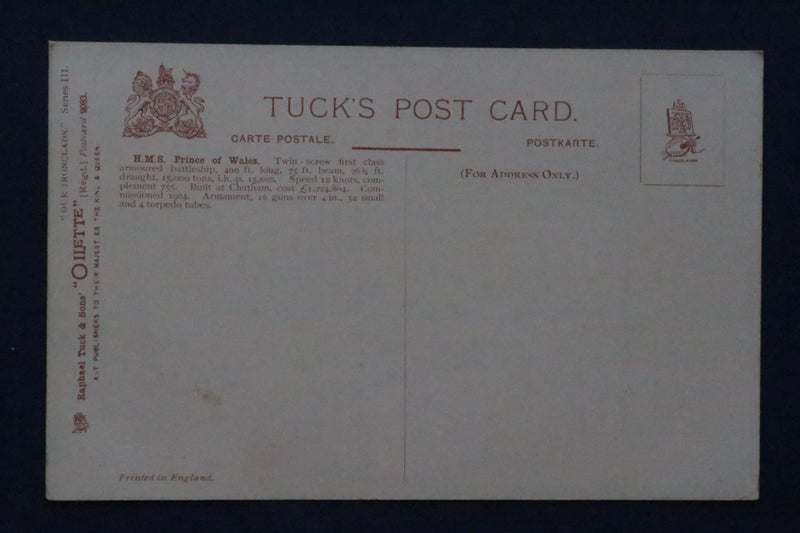 TUCK'S POST CARD.
CARTE POSTALE.
POSTKARTE.
H.M.S. Prince of Wales. Twin-screw first class
armoured battleship, 400 ft. long, 75 ft. beam, 26½ ft.
draught, 15,000 tons, i.h.-p. 15,000. Speed 18 knots, com-
plement 755. Built at Chatham, cost £1,224,804. Com-
missioned 1904. Armament, 16 guns over 4 in., 32 small
and 4 torpedo tubes.
(FOR ADDRESS ONLY.)
TRADE MARK
"OUR IRONCLADS." Series III.
Raphael Tuck & Sons' "OILETTE" [Regd.] Postcard 9083.
ART PUBLISHERS TO THEIR MAJESTIES THE KING & QUEEN.
Printed in England.